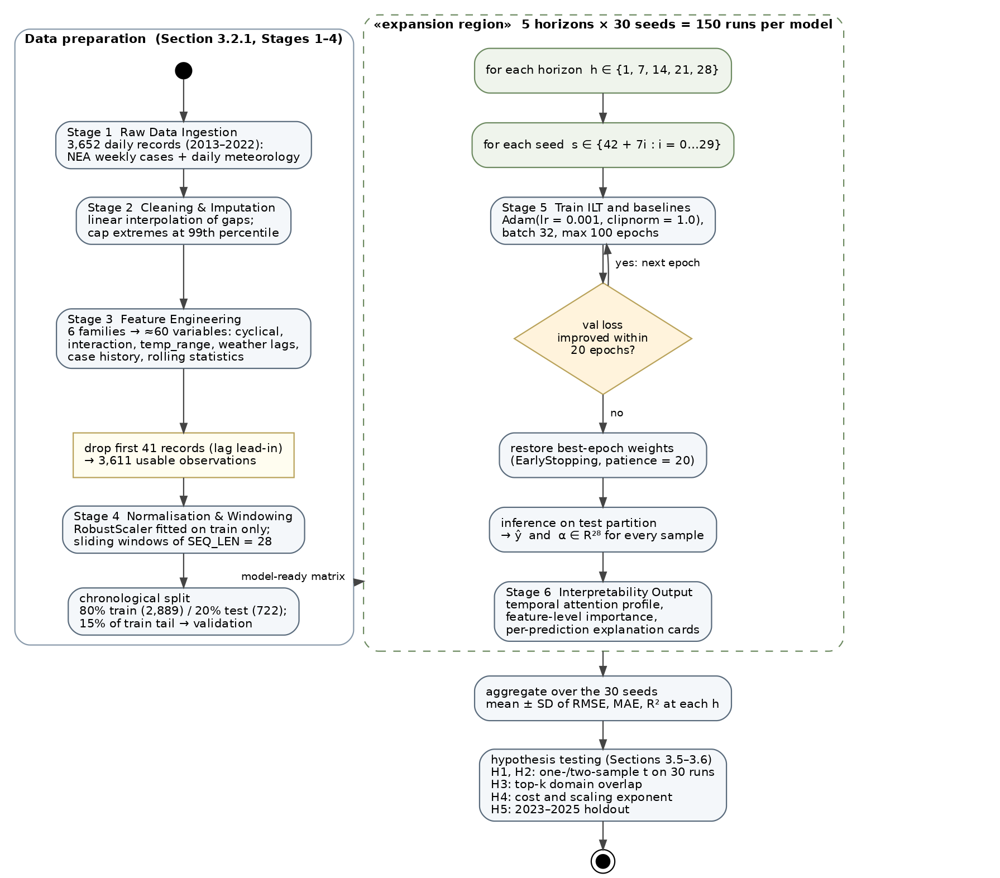 Data preparation  (Section 3.2.1, Stages 1–4)
Stage 1  Raw Data Ingestion
3,652 daily records (2013–2022):
NEA weekly cases + daily meteorology
Stage 2  Cleaning & Imputation
linear interpolation of gaps;
cap extremes at 99th percentile
Stage 3  Feature Engineering
6 families → ≈60 variables: cyclical,
interaction, temp_range, weather lags,
case history, rolling statistics
drop first 41 records (lag lead-in)
→ 3,611 usable observations
Stage 4  Normalisation & Windowing
RobustScaler fitted on train only;
sliding windows of SEQ_LEN = 28
chronological split
80% train (2,889) / 20% test (722);
15% of train tail → validation
model-ready matrix
«expansion region»  5 horizons × 30 seeds = 150 runs per model
for each horizon  h ∈ {1, 7, 14, 21, 28}
for each seed  s ∈ {42 + 7i : i = 0…29}
Stage 5  Train ILT and baselines
Adam(lr = 0.001, clipnorm = 1.0),
batch 32, max 100 epochs
yes: next epoch
val loss
improved within
20 epochs?
no
restore best-epoch weights
(EarlyStopping, patience = 20)
inference on test partition
→ ŷ  and  α ∈ R²⁸ for every sample
Stage 6  Interpretability Output
temporal attention profile,
feature-level importance,
per-prediction explanation cards
aggregate over the 30 seeds
mean ± SD of RMSE, MAE, R² at each h
hypothesis testing (Sections 3.5–3.6)
H1, H2: one-/two-sample t on 30 runs
H3: top-k domain overlap
H4: cost and scaling exponent
H5: 2023–2025 holdout